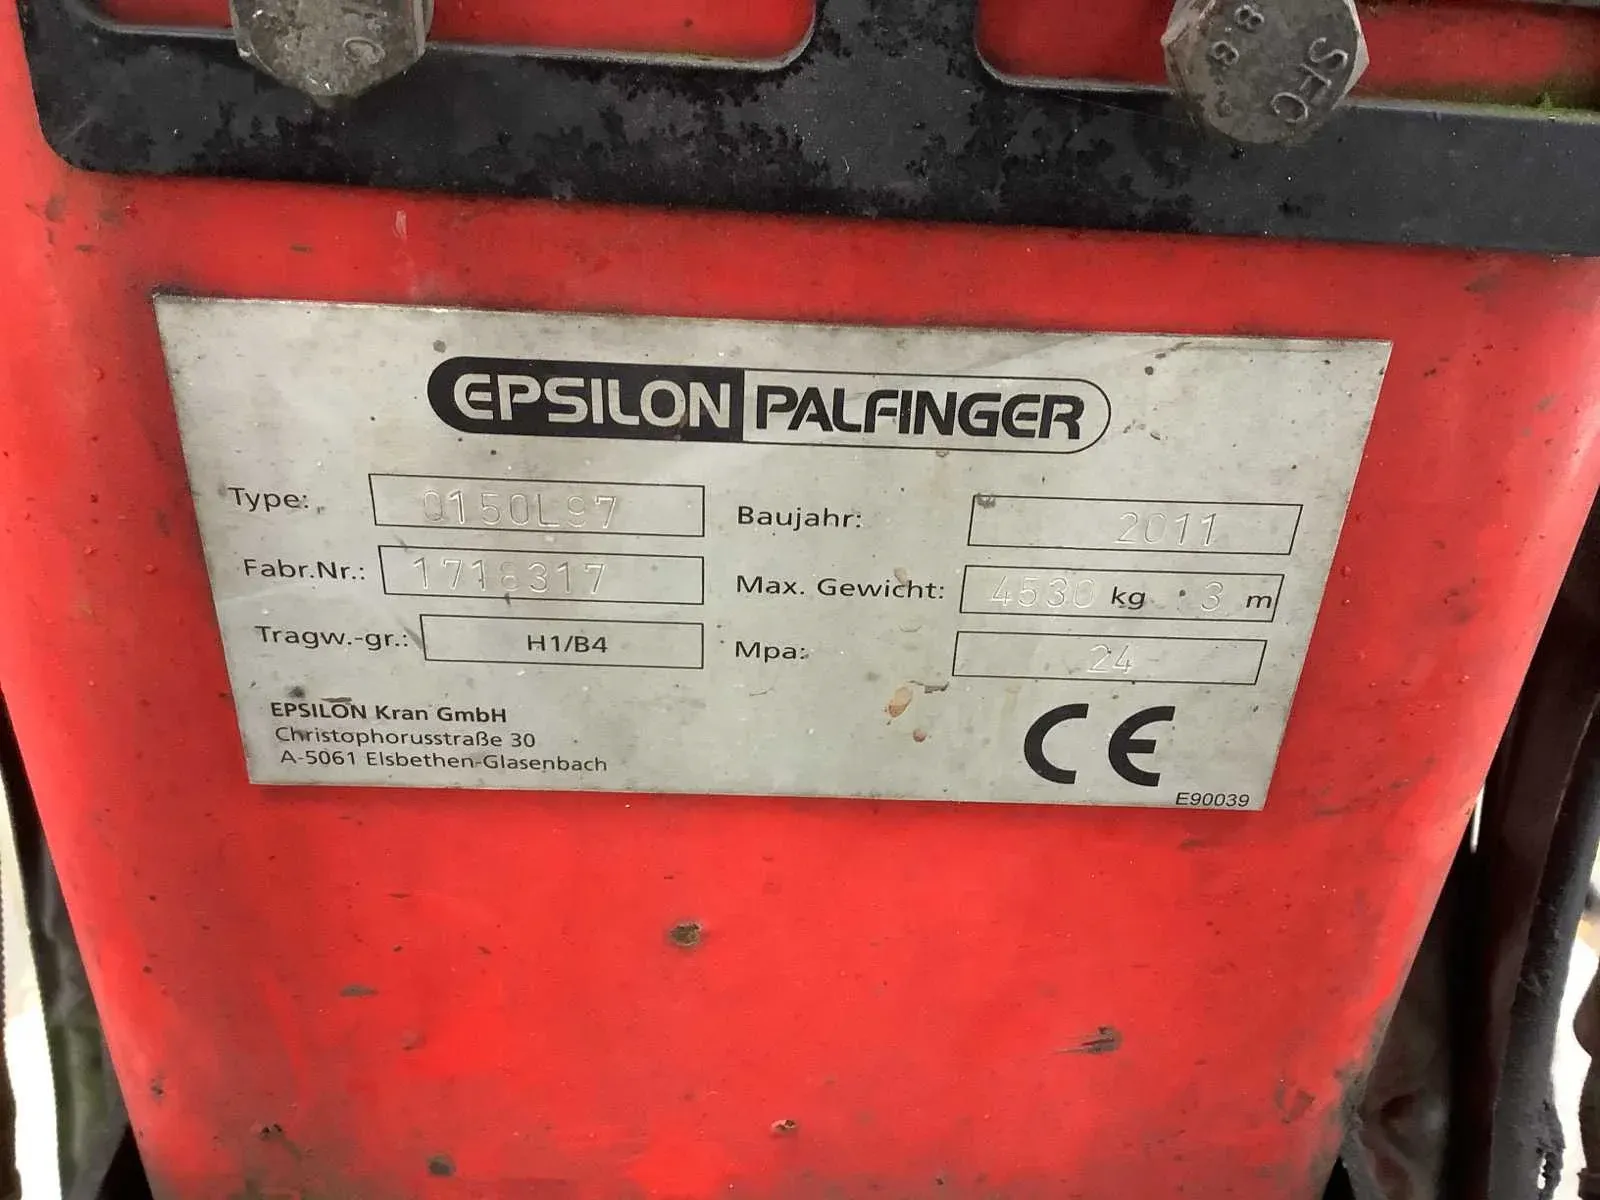 8.8
SFC
EPSILON PALFINGER
Type: Q150L97
Baujahr: 2011
Fabr.Nr.: 1718317
Max. Gewicht: 4530 kg 3 m
Tragw.-gr.: H1/B4
Mpa: 24
EPSILON Kran GmbH
Christophorusstraße 30
A-5061 Elsbethen-Glasenbach
CE
E90039